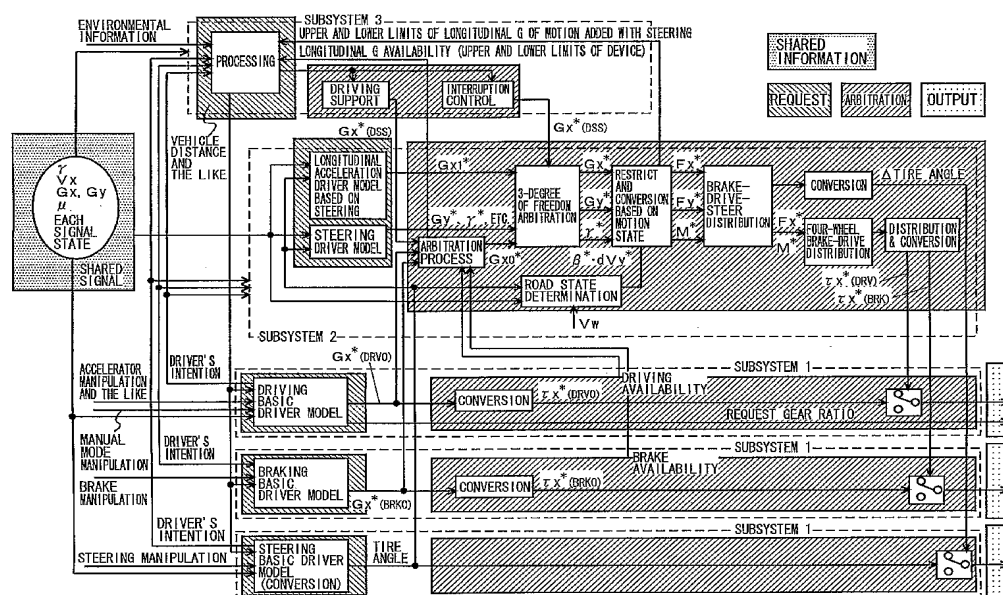 SUBSYSTEM 3
ENVIRONMENTAL
INFORMATION
UPPER AND LOWER LIMITS OF LONGITUDINAL G OF MOTION ADDED WITH STEERING
LONGITUDINAL G AVAILABILITY (UPPER AND LOWER LIMITS OF DEVICE)
PROCESSING
DRIVING
SUPPORT
INTERRUPTION
CONTROL
SHARED
INFORMATION
REQUEST
ARBITRATION
OUTPUT
VEHICLE
DISTANCE
AND
THE LIKE
Gx*(DSS)
Gx*(DSS)
γ
Vx
Gx, Gy
μ
EACH
SIGNAL
STATE
SHARED
SIGNAL
LONGITUDINAL
ACCELERATION
DRIVER MODEL
BASED ON
STEERING
STEERING
DRIVER MODEL
Gx1*
Gy*, γ* ETC.
ARBITRATION
PROCESS
Gx0*
3-DEGREE
OF FREEDOM
ARBITRATION
Gx*
Gy*
γ*
RESTRICT
AND
CONVERSION
BASED ON
MOTION
STATE
β*·dVy*
Fx*
Fy*
M*
BRAKE-
DRIVE-
STEER
DISTRIBUTION
CONVERSION
Δ TIRE ANGLE
Fx*
M*
FOUR-WHEEL
BRAKE-DRIVE
DISTRIBUTION
DISTRIBUTION
& CONVERSION
τx*(DRV)
τx*(BRK)
ROAD STATE
DETERMINATION
Vw
SUBSYSTEM 2
Gx*(DRV0)
SUBSYSTEM 1
DRIVER'S
INTENTION
ACCELERATOR
MANIPULATION
AND THE LIKE
DRIVING
BASIC
DRIVER MODEL
CONVERSION
τx*(DRV0)
DRIVING
AVAILABILITY
REQUEST GEAR RATIO
MANUAL
MODE
MANIPULATION
DRIVER'S
INTENTION
SUBSYSTEM 1
BRAKE
MANIPULATION
BRAKING
BASIC
DRIVER MODEL
Gx*(BRK0)
CONVERSION
τx*(BRK0)
BRAKE
AVAILABILITY
DRIVER'S
INTENTION
SUBSYSTEM 1
STEERING MANIPULATION
STEERING
BASIC DRIVER
MODEL
(CONVERSION)
TIRE
ANGLE